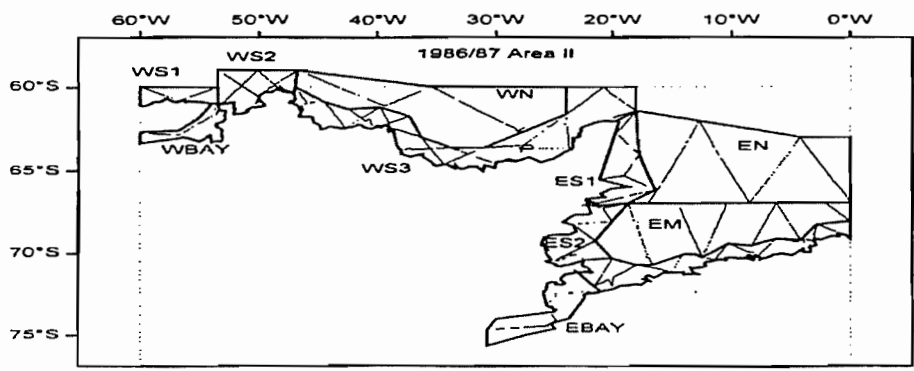 60°W 50°W 40°W 30°W 20°W 10°W 0°W
1986/87 Area II
WS2
WS1
60°S
WN
WBAY
EN
WS3
65°S
ES1
EM
ES2
70°S
EBAY
75°S